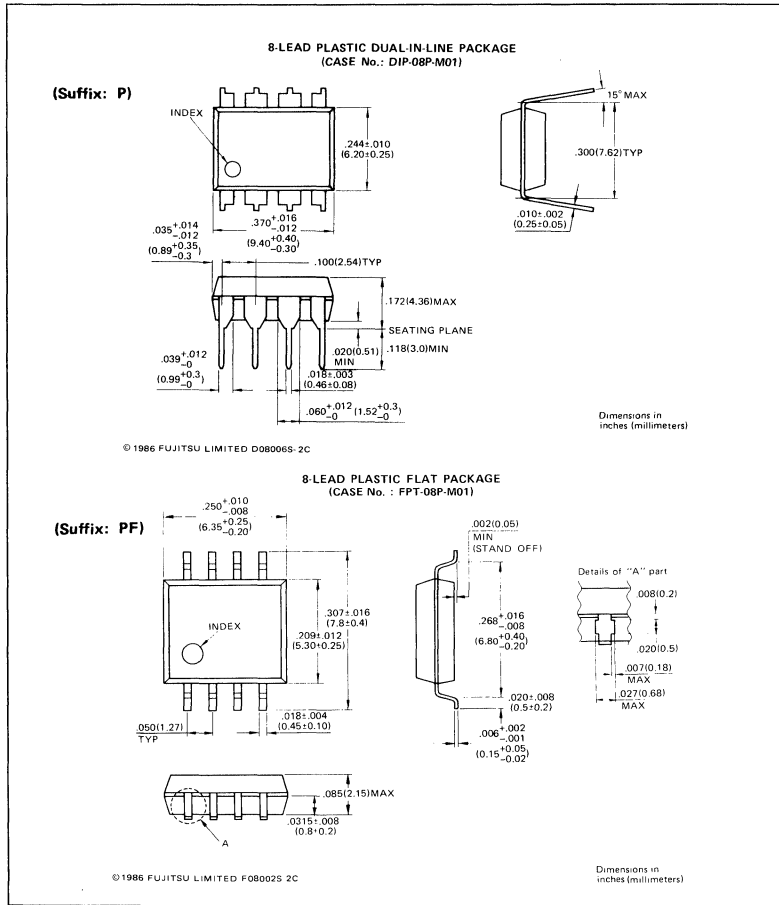 8-LEAD PLASTIC DUAL-IN-LINE PACKAGE
(CASE No.: DIP-08P-M01)
(Suffix: P)
INDEX
.244±.010
(6.20±0.25)
15° MAX
.300(7.62)TYP
.010±.002
(0.25±0.05)
.035+.014
-.012
(0.89+0.35
-0.3)
.370+.016
-.012
(9.40+0.40
-0.30)
.100(2.54)TYP
.172(4.36)MAX
SEATING PLANE
.118(3.0)MIN
.020(0.51)
MIN
.039+.012
-0
(0.99+0.3
-0)
.018±.003
(0.46±0.08)
.060+.012
-0 (1.52+0.3
-0)
Dimensions in
inches (millimeters)
© 1986 FUJITSU LIMITED D08006S-2C
8-LEAD PLASTIC FLAT PACKAGE
(CASE No. : FPT-08P-M01)
(Suffix: PF)
.250+.010
-.008
(6.35+0.25
-0.20)
INDEX
.307±.016
(7.8±0.4)
.209±.012
(5.30±0.25)
.050(1.27)
TYP
.018±.004
(0.45±0.10)
.002(0.05)
MIN
(STAND OFF)
.268+.016
-.008
(6.80+0.40
-0.20)
.020±.008
(0.5±0.2)
.006+.002
-.001
(0.15+0.05
-0.02)
Details of "A" part
.008(0.2)
.020(0.5)
.007(0.18)
MAX
.027(0.68)
MAX
.085(2.15)MAX
.0315±.008
(0.8±0.2)
A
© 1986 FUJITSU LIMITED F08002S 2C
Dimensions in
inches (millimeters)